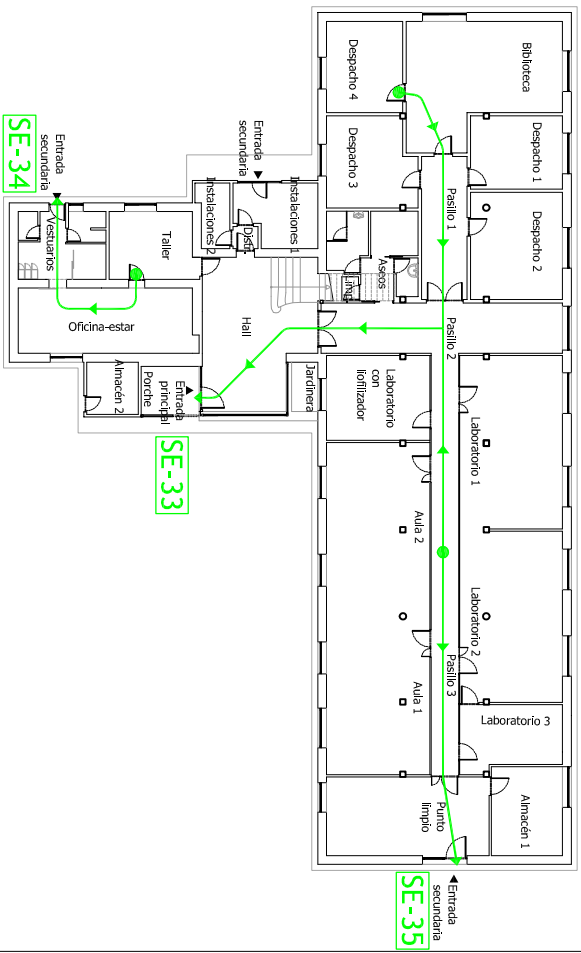 Despacho 4
Biblioteca
Despacho 3
Despacho 1
Pasillo 1
Despacho 2
SE-34
Entrada
secundaria
Entrada
secundaria
Instalaciones 2
Instalaciones 1
Vestuarios
Taller
Distr.
Aseos
Limp
Oficina-estar
Hall
Pasillo 2
Almacén 2
Porche
Entrada
principal
Jardinera
SE-33
Laboratorio
con
liofilizador
Laboratorio 1
Aula 2
Laboratorio 2
Pasillo 3
Aula 1
Laboratorio 3
Punto
limpio
Almacén 1
SE-35
Entrada
secundaria